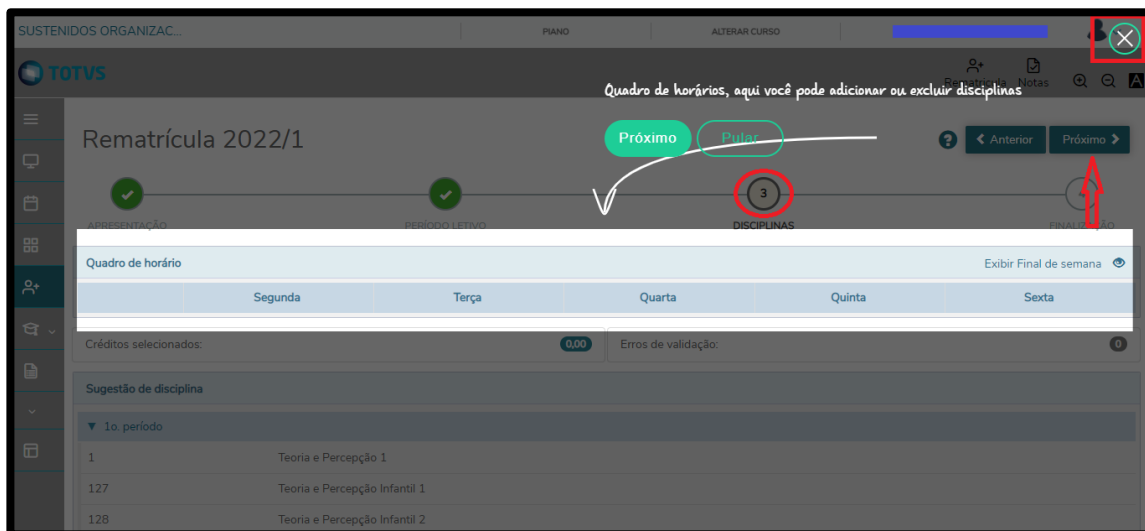 SUSTENIDOS ORGANIZAC...
PIANO
ALTERAR CURSO
TOTVS
Rematrícula
Notas
A
Quadro de horários, aqui você pode adicionar ou excluir disciplinas
Próximo
Pular
Rematrícula 2022/1
?
Anterior
Próximo
3
4
APRESENTAÇÃO
PERÍODO LETIVO
DISCIPLINAS
FINALIZAÇÃO
Quadro de horário
Exibir Final de semana
Segunda Terça Quarta Quinta Sexta
Créditos selecionados: 0,00
Erros de validação: 0
Sugestão de disciplina
1o. período
1 Teoria e Percepção 1
127 Teoria e Percepção Infantil 1
128 Teoria e Percepção Infantil 2